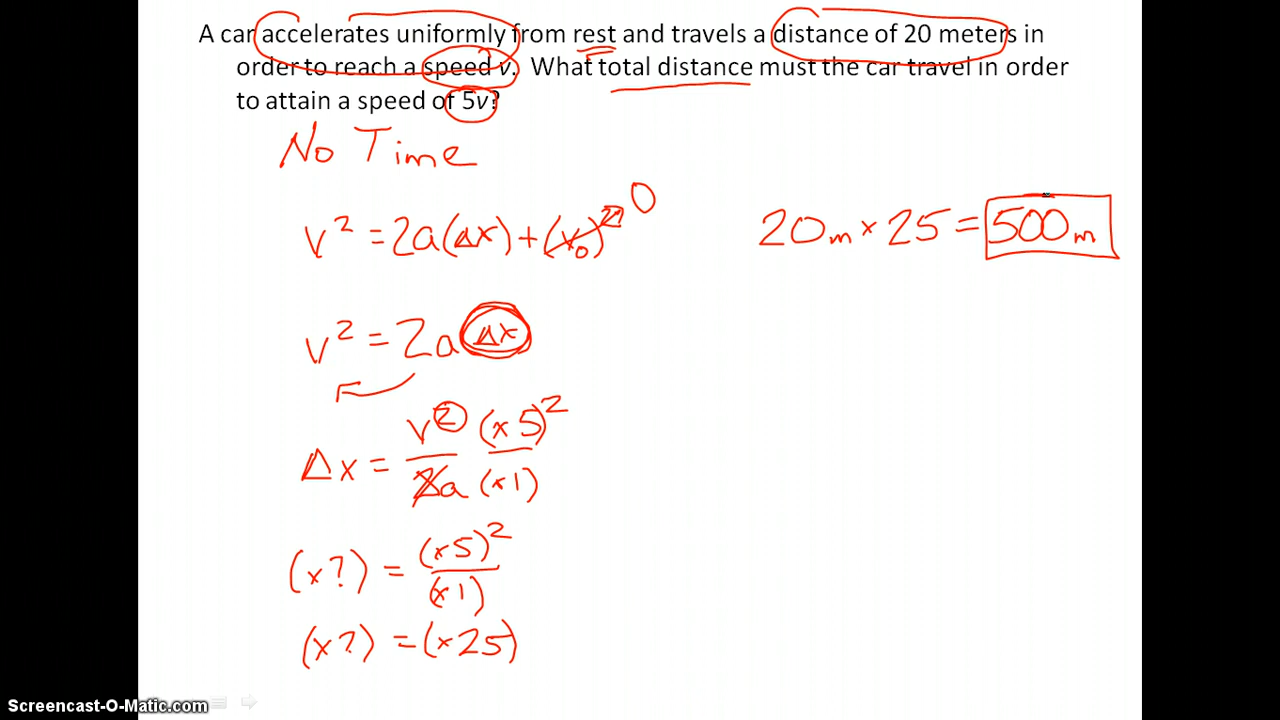 A car accelerates uniformly from rest and travels a distance of 20 meters in
order to reach a speed v. What total distance must the car travel in order
to attain a speed of 5v?
No Time
v² = 2a(Δx) + (v₀)² 0
20m × 25 = 500m
v² = 2a Δx
Δx = v²/2a (×5)²/(×1)
(×?) = (×5)²/(×1)
(×?) = (×25)
Screencast-O-Matic.com